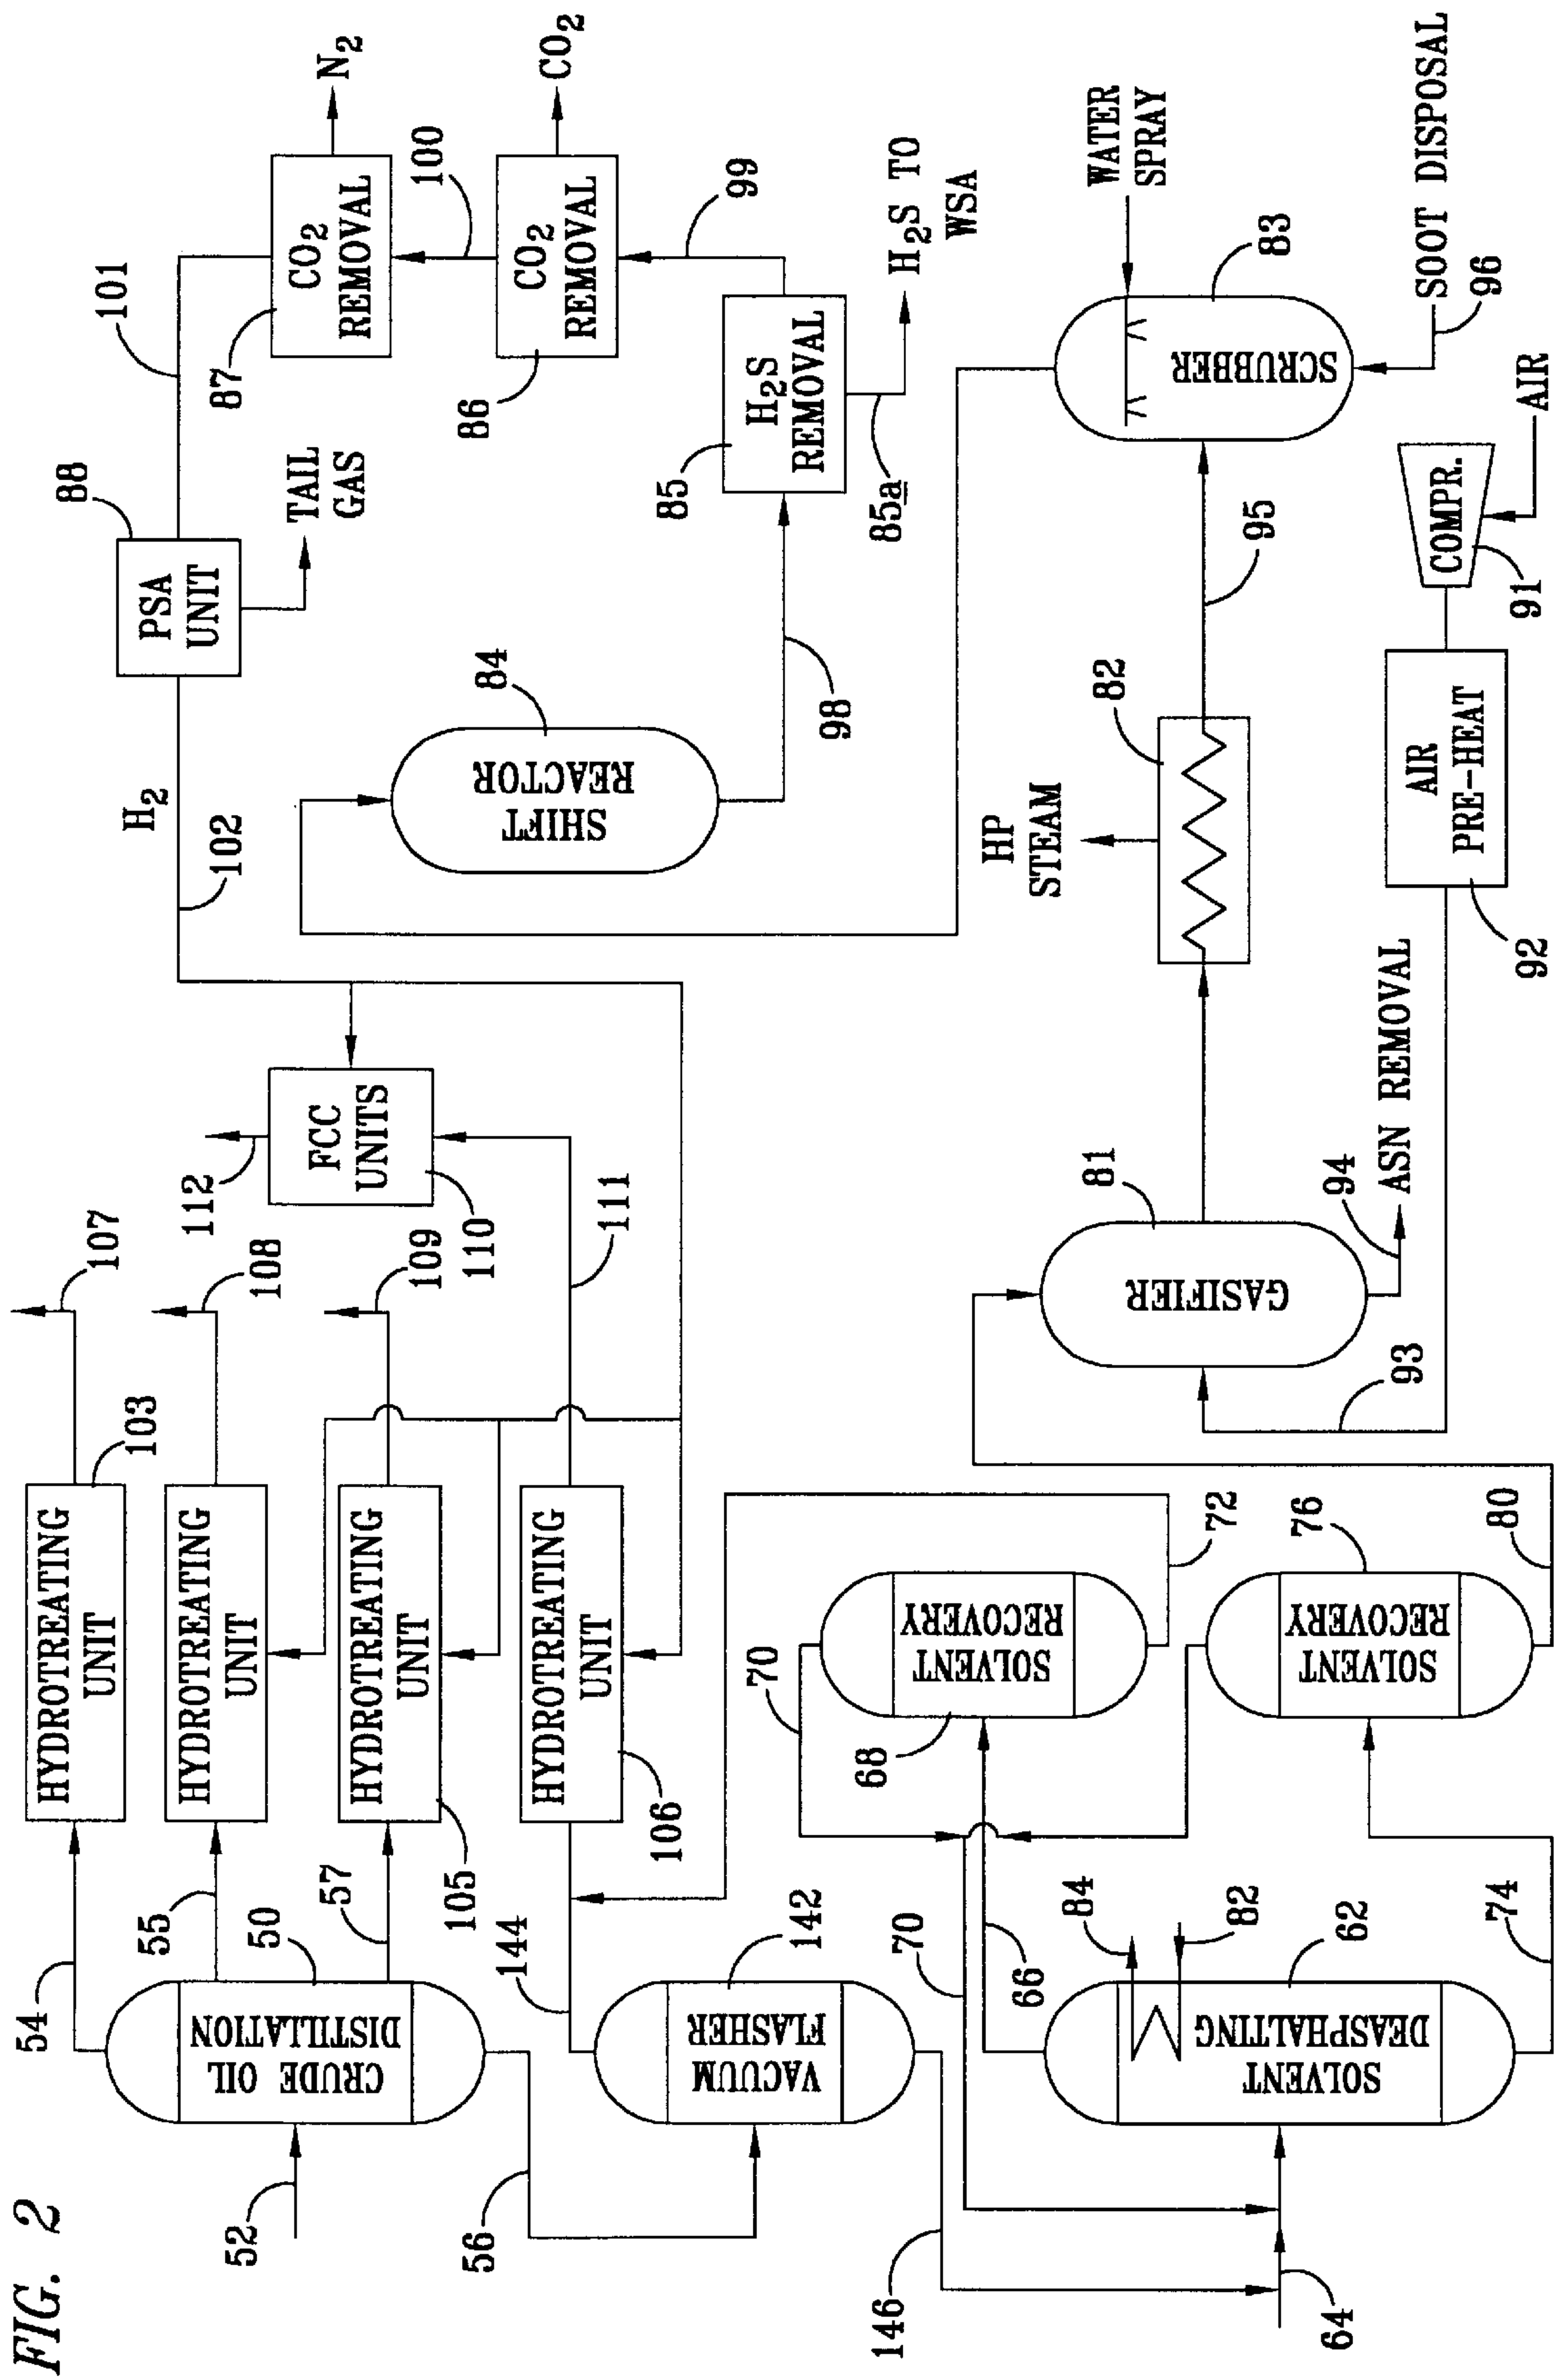 FIG. 2
54
107
HYDROTREATING
UNIT
103
55
108
HYDROTREATING
UNIT
52
CRUDE OIL
DISTILLATION
50
57
HYDROTREATING
UNIT
105
109
112
FCC
UNITS
110
H2
102
PSA
UNIT
88
TAIL
GAS
101
87
CO2
REMOVAL
N2
100
86
CO2
REMOVAL
CO2
99
56
144
HYDROTREATING
UNIT
106
111
SHIFT
REACTOR
84
98
85
H2S
REMOVAL
85a
H2S TO
WSA
VACUUM
FLASHER
142
146
70
70
66
68
SOLVENT
RECOVERY
72
84
82
64
SOLVENT
DEASPHALTING
62
74
SOLVENT
RECOVERY
76
80
81
GASIFIER
93
94
ASN REMOVAL
HP
STEAM
82
95
WATER
SPRAY
SCRUBBER
83
92
AIR
PRE-HEAT
91
COMPR.
AIR
96
SOOT DISPOSAL